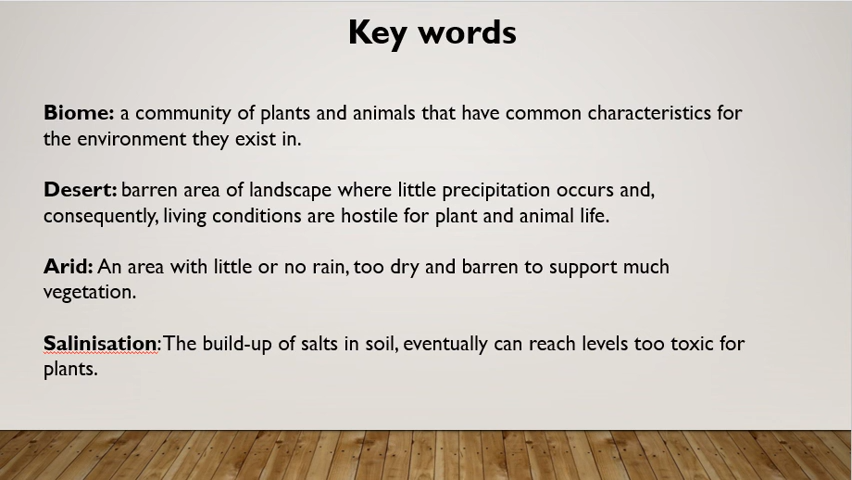 Key words
Biome: a community of plants and animals that have common characteristics for
the environment they exist in.
Desert: barren area of landscape where little precipitation occurs and,
consequently, living conditions are hostile for plant and animal life.
Arid: An area with little or no rain, too dry and barren to support much
vegetation.
Salinisation: The build-up of salts in soil, eventually can reach levels too toxic for
plants.